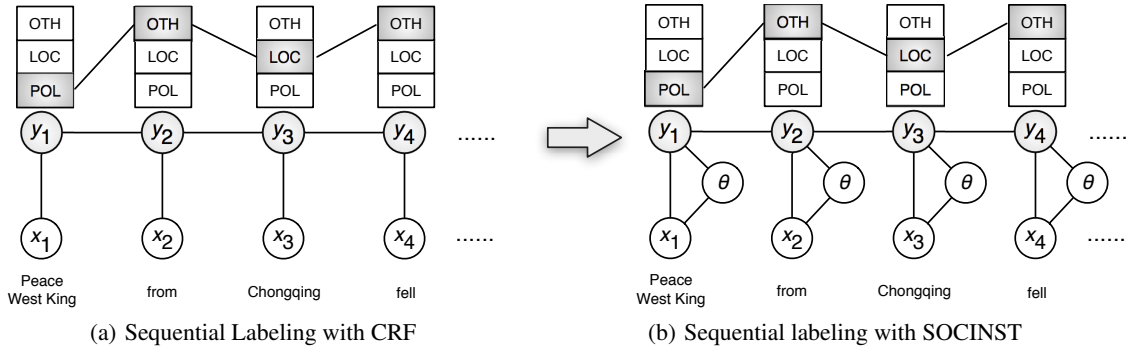 OTH OTH OTH OTH
LOC LOC LOC LOC
POL POL POL POL
y1 y2 y3 y4 ......
x1 x2 x3 x4 ......
Peace
West King from Chongqing fell
(a) Sequential Labeling with CRF
OTH OTH OTH OTH
LOC LOC LOC LOC
POL POL POL POL
y1 y2 y3 y4 ......
θ θ θ θ
x1 x2 x3 x4 ......
Peace
West King from Chongqing fell
(b) Sequential labeling with SOCINST